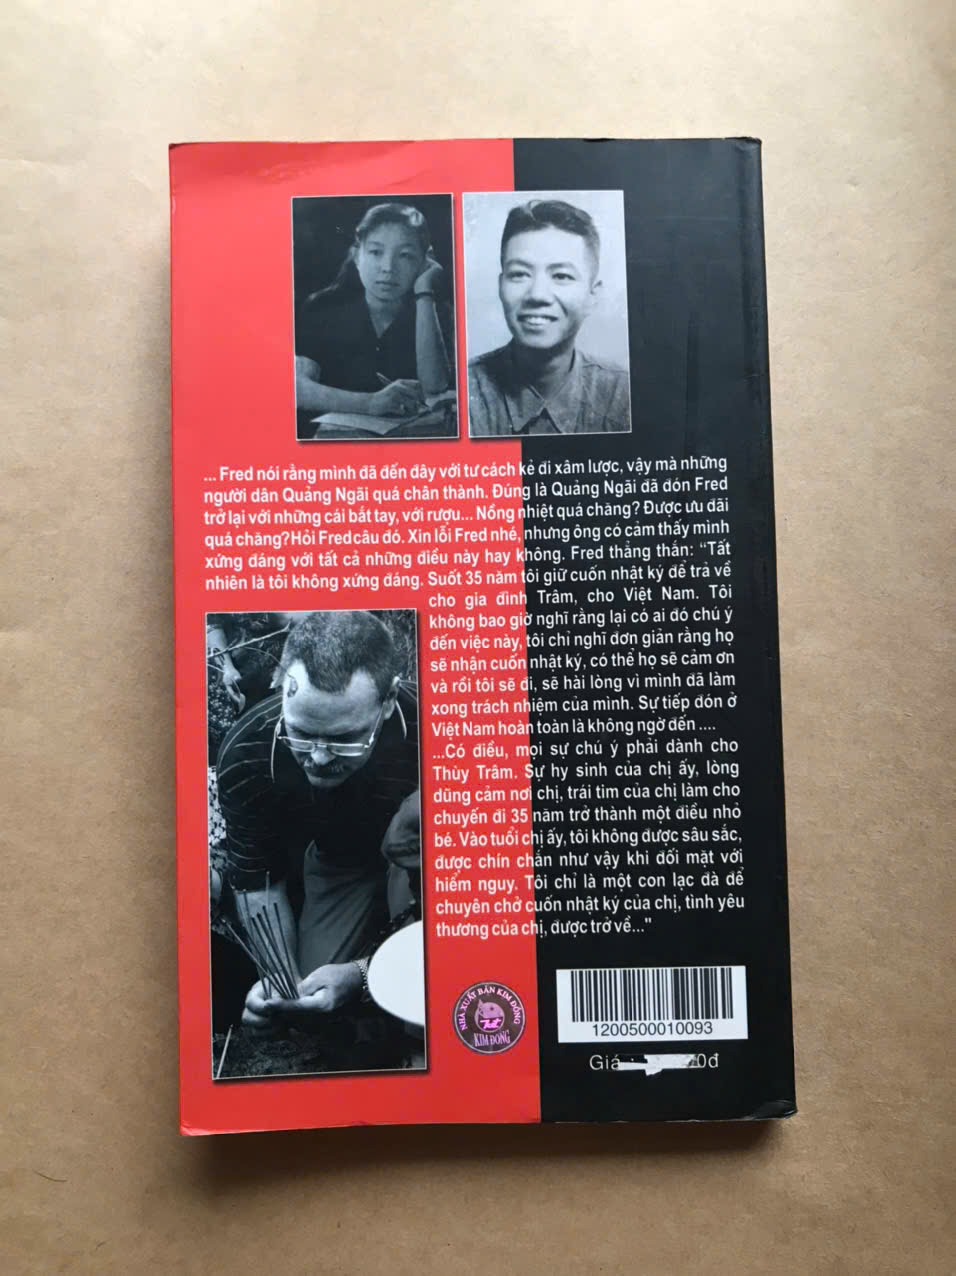 ... Fred nói rằng mình đã đến đây với tư cách kẻ đi xâm lược, vậy mà những
người dân Quảng Ngãi quá chân thành. Đúng là Quảng Ngãi đã đón Fred
trở lại với những cái bắt tay, với rượu... Nồng nhiệt quá chăng? Được ưu đãi
quá chăng?Hỏi Fred câu đó. Xin lỗi Fred nhé, nhưng ông có cảm thấy mình
xứng đáng với tất cả những điều này hay không. Fred thẳng thắn: “Tất
nhiên là tôi không xứng đáng. Suốt 35 năm tôi giữ cuốn nhật ký để trả về
cho gia đình Trâm, cho Việt Nam. Tôi
không bao giờ nghĩ rằng lại có ai đó chú ý
đến việc này, tôi chỉ nghĩ đơn giản rằng họ
sẽ nhận cuốn nhật ký, có thể họ sẽ cảm ơn
và rồi tôi sẽ đi, sẽ hài lòng vì mình đã làm
xong trách nhiệm của mình. Sự tiếp đón ở
Việt Nam hoàn toàn là không ngờ đến ....
...Có điều, mọi sự chú ý phải dành cho
Thùy Trâm. Sự hy sinh của chị ấy, lòng
dũng cảm nơi chị, trái tim của chị làm cho
chuyến đi 35 năm trở thành một điều nhỏ
bé. Vào tuổi chị ấy, tôi không được sâu sắc,
được chín chắn như vậy khi đối mặt với
hiểm nguy. Tôi chỉ là một con lạc đà để
chuyên chở cuốn nhật ký của chị, tình yêu
thương của chị, được trở về..."
NHÀ XUẤT BẢN KIM ĐỒNG
KIM ĐỒNG
1200500010093
Giá : 0đ